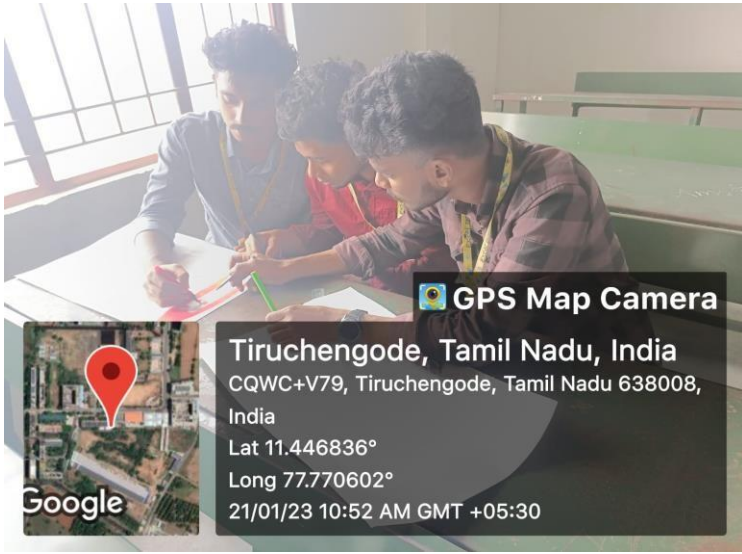 GPS Map Camera
Tiruchengode, Tamil Nadu, India
CQWC+V79, Tiruchengode, Tamil Nadu 638008,
India
Lat 11.446836°
Long 77.770602°
21/01/23 10:52 AM GMT +05:30
Google